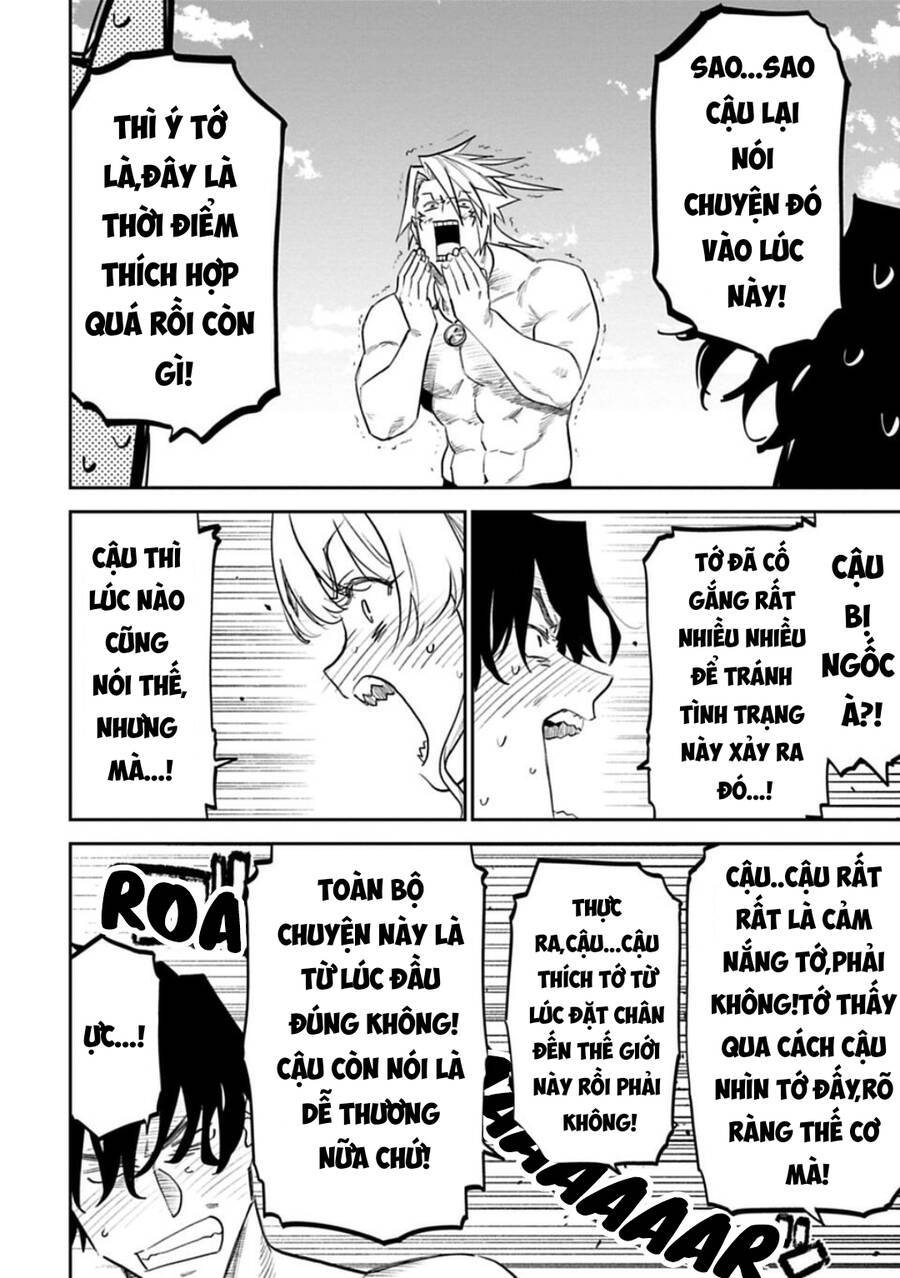 SAO...SAO
CẬU LẠI
NÓI
CHUYỆN ĐÓ
VÀO LÚC
NÀY!
THÌ Ý TỚ
LÀ,ĐÂY LÀ
THỜI ĐIỂM
THÍCH HỢP
QUÁ RỒI CÒN
GÌ!
CẬU
BỊ
NGỐC
À?!
TỚ ĐÃ CỐ
GẮNG RẤT
NHIỀU NHIỀU
ĐỂ TRÁNH
TÌNH TRẠNG
NÀY XẢY RA
ĐÓ...!
CẬU THÌ
LÚC NÀO
CŨNG
NÓI THẾ,
NHƯNG
MÀ...!
CẬU..CẬU RẤT
RẤT LÀ CẢM
NẮNG TỚ,PHẢI
KHÔNG!TỚ THẤY
QUA CÁCH CẬU
NHÌN TỚ ĐẤY,RÕ
RÀNG THẾ CƠ
MÀ!
THỰC
RA,CẬU...CẬU
THÍCH TỚ TỪ
LÚC ĐẶT CHÂN
ĐẾN THẾ GIỚI
NÀY RỒI PHẢI
KHÔNG!
TOÀN BỘ
CHUYỆN NÀY LÀ
TỪ LÚC ĐẦU
ĐÚNG KHÔNG!
CẬU CÒN NÓI LÀ
DỄ THƯƠNG
NỮA CHỨ!
ROA
AAAAAAR
ỰC...!